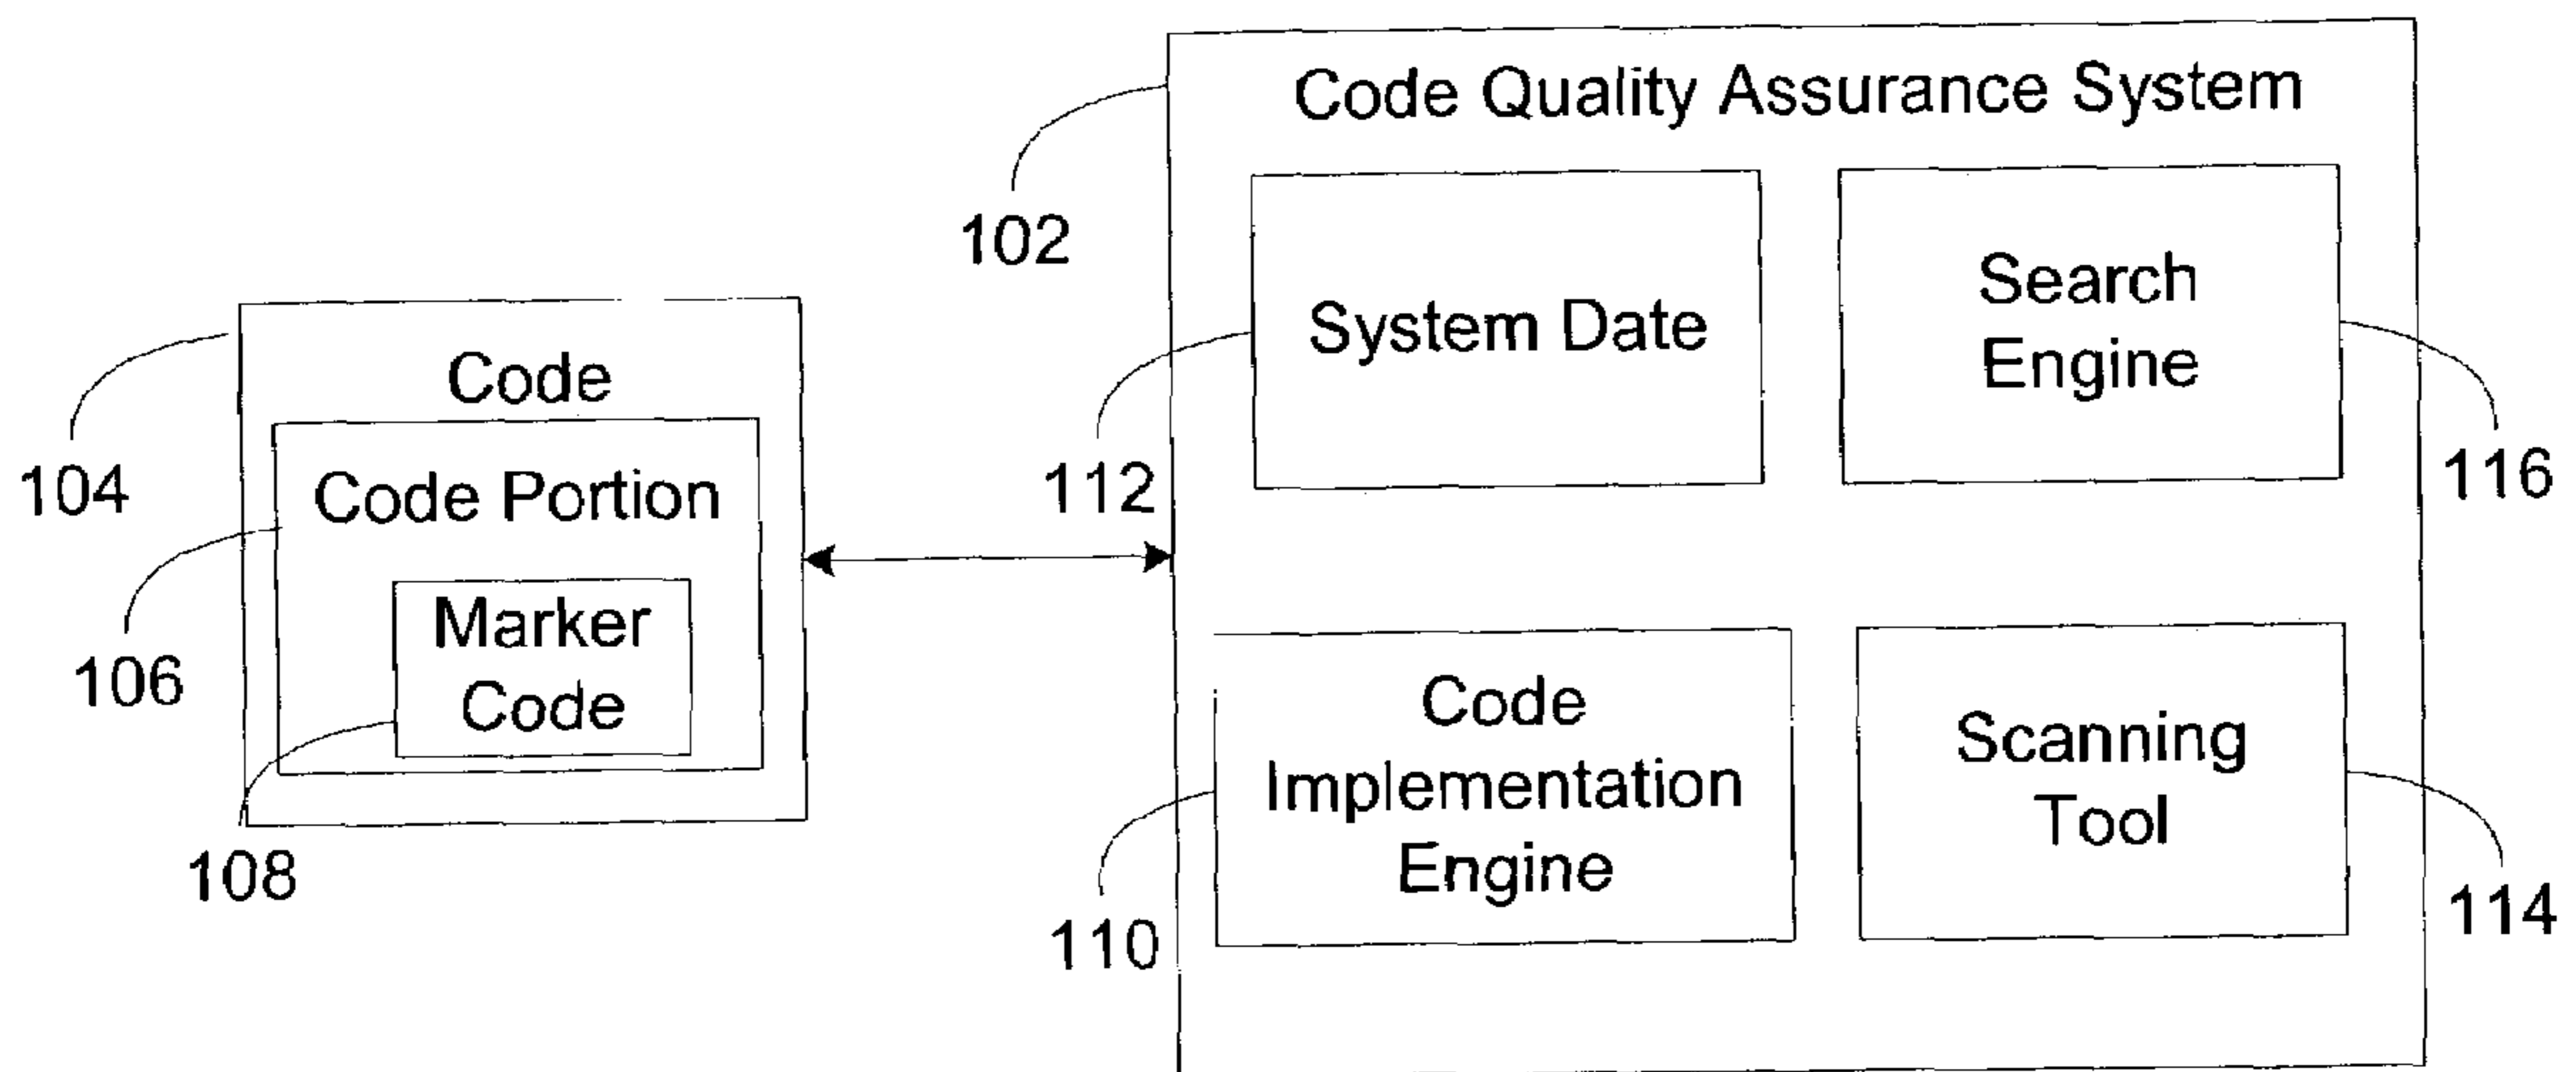 Code Quality Assurance System
102
System Date
112
Search
Engine
116
Code
104
Code Portion
106
Marker
Code
108
Code
Implementation
Engine
110
Scanning
Tool
114